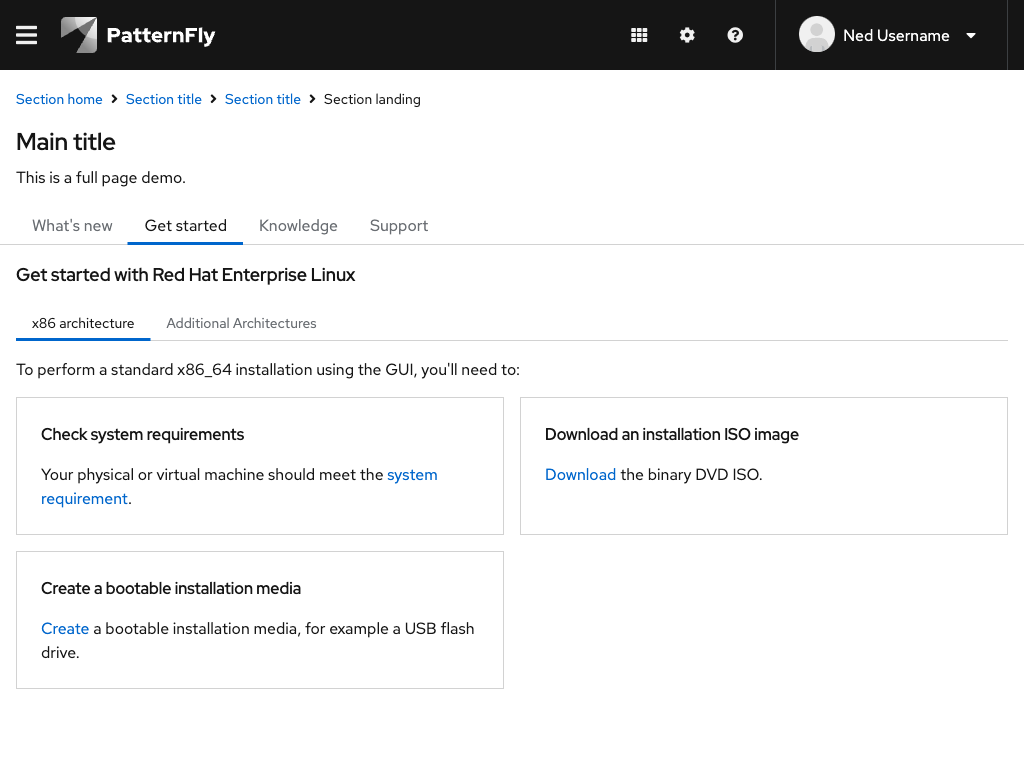 PatternFly
Ned Username
Section home Section title Section title Section landing
Main title
This is a full page demo.
What's new Get started Knowledge Support
Get started with Red Hat Enterprise Linux
x86 architecture Additional Architectures
To perform a standard x86_64 installation using the GUI, you'll need to:
Check system requirements
Your physical or virtual machine should meet the system
requirement.
Download an installation ISO image
Download the binary DVD ISO.
Create a bootable installation media
Create a bootable installation media, for example a USB flash
drive.